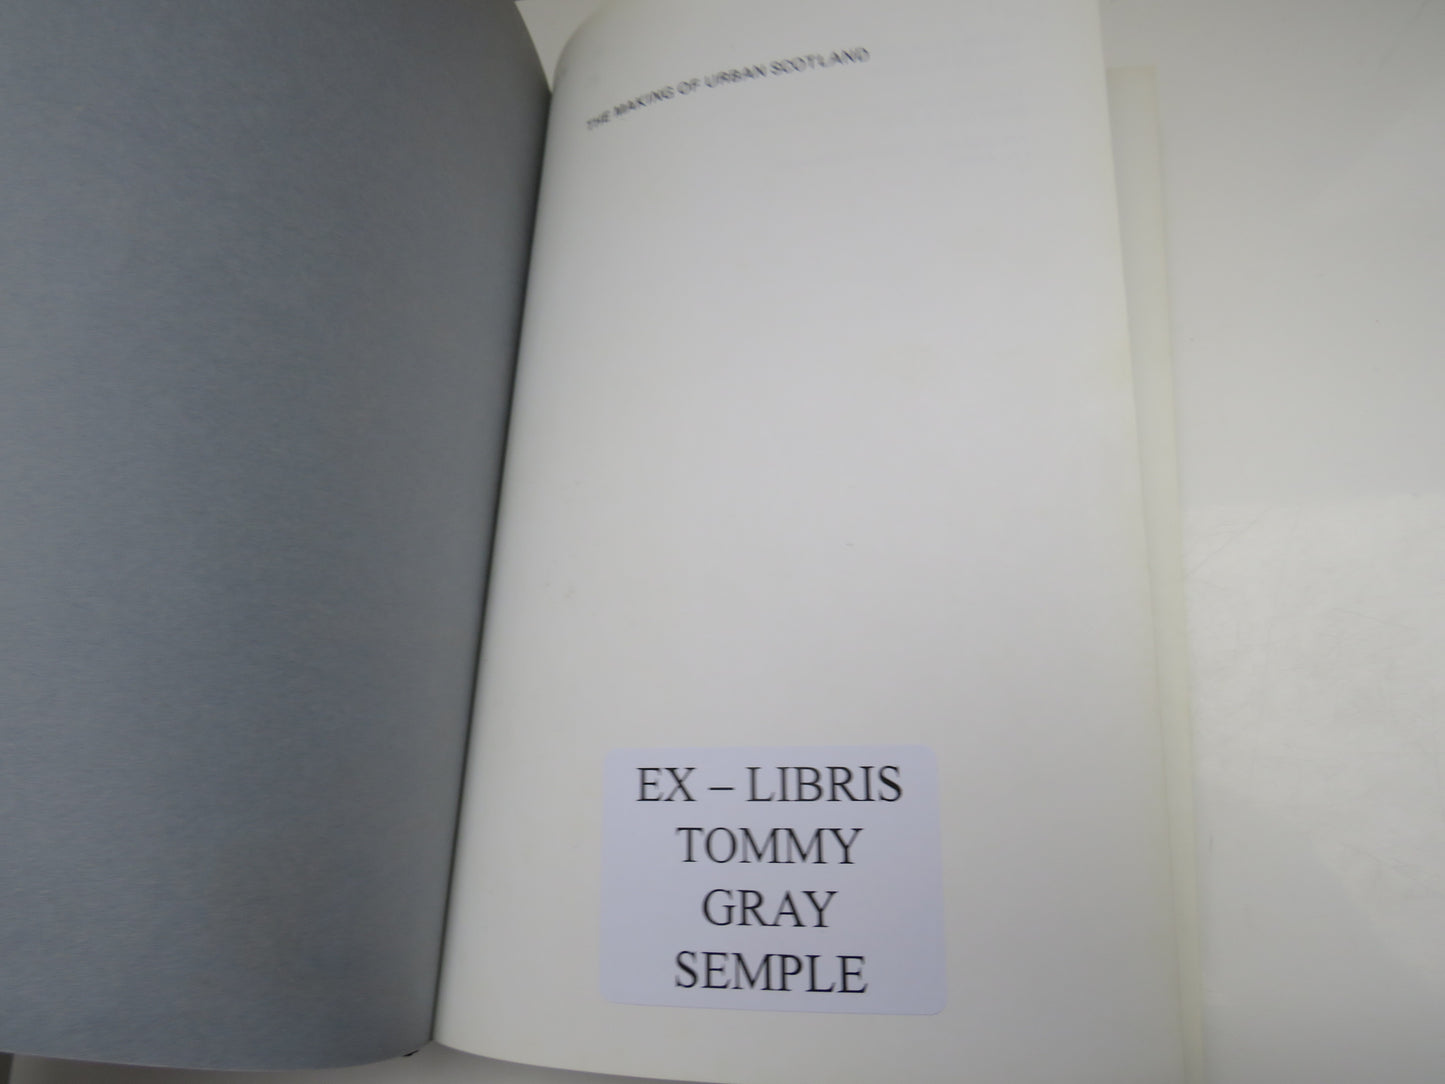 THE MAKING OF URBAN SCOTLAND
EX – LIBRIS
TOMMY
GRAY
SEMPLE